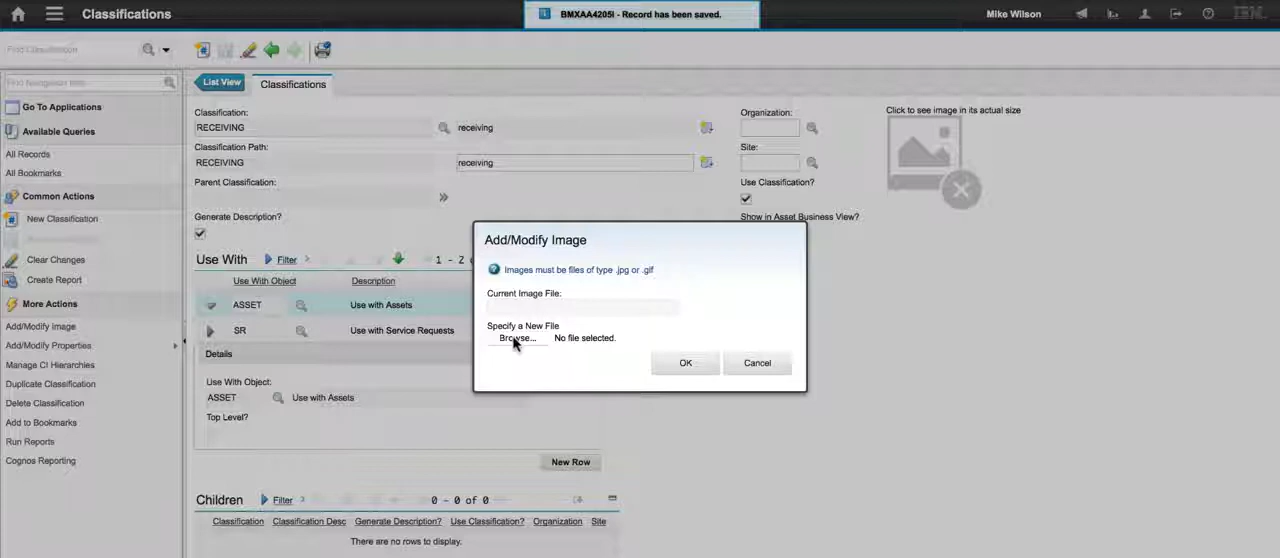 Classifications
BMXAA4205I - Record has been saved.
Mike Wilson
IBM
Find Classification
Find Navigation Item
List View
Classifications
Go To Applications
Available Queries
All Records
All Bookmarks
Common Actions
New Classification
Clear Changes
Create Report
More Actions
Add/Modify Image
Add/Modify Properties
Manage CI Hierarchies
Duplicate Classification
Delete Classification
Add to Bookmarks
Run Reports
Cognos Reporting
Classification:
RECEIVING
receiving
Classification Path:
RECEIVING
receiving
Parent Classification:
Generate Description?
Organization:
Site:
Use Classification?
Show in Asset Business View?
Click to see image in its actual size
Use With
Filter
1 - 2
Use With Object
Description
ASSET
Use with Assets
SR
Use with Service Requests
Details
Use With Object:
ASSET
Use with Assets
Top Level?
New Row
Add/Modify Image
Images must be files of type .jpg or .gif
Current Image File:
Specify a New File
Browse...
No file selected.
OK
Cancel
Children
Filter
0 - 0 of 0
Classification
Classification Desc
Generate Description?
Use Classification?
Organization
Site
There are no rows to display.